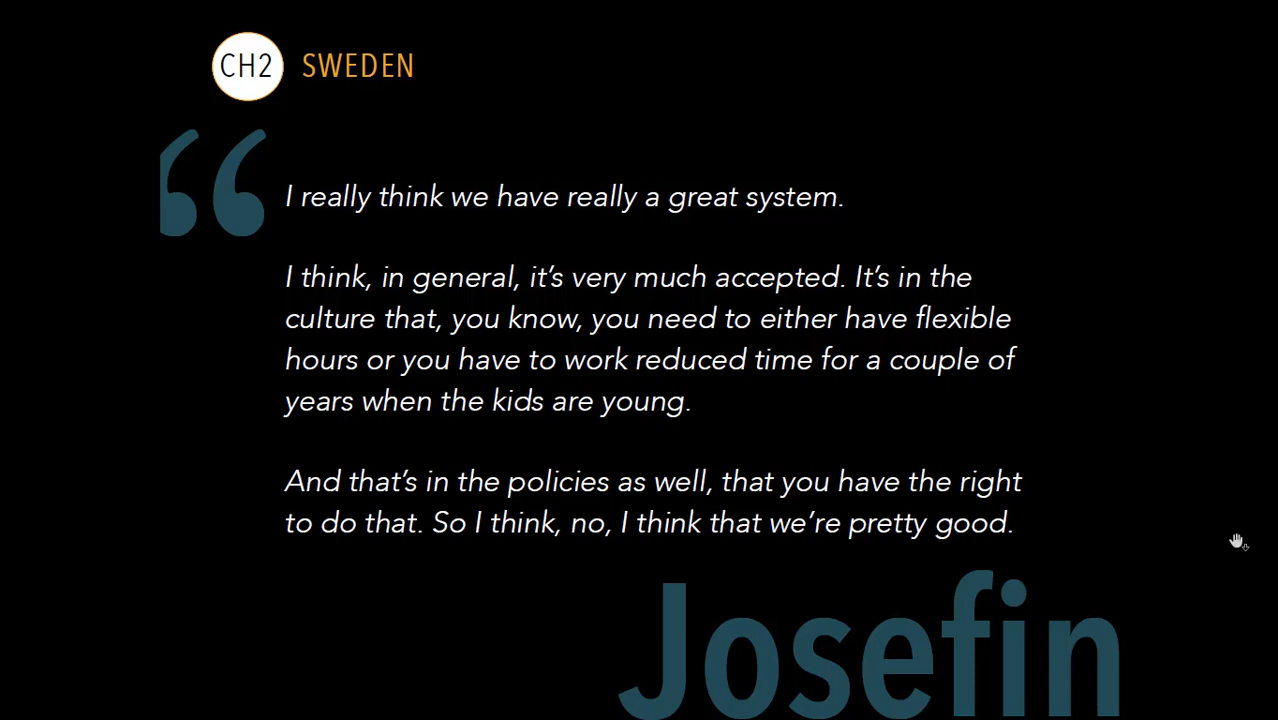 CH2 SWEDEN
“
I really think we have really a great system.
I think, in general, it’s very much accepted. It’s in the
culture that, you know, you need to either have flexible
hours or you have to work reduced time for a couple of
years when the kids are young.
And that’s in the policies as well, that you have the right
to do that. So I think, no, I think that we’re pretty good.
Josefin